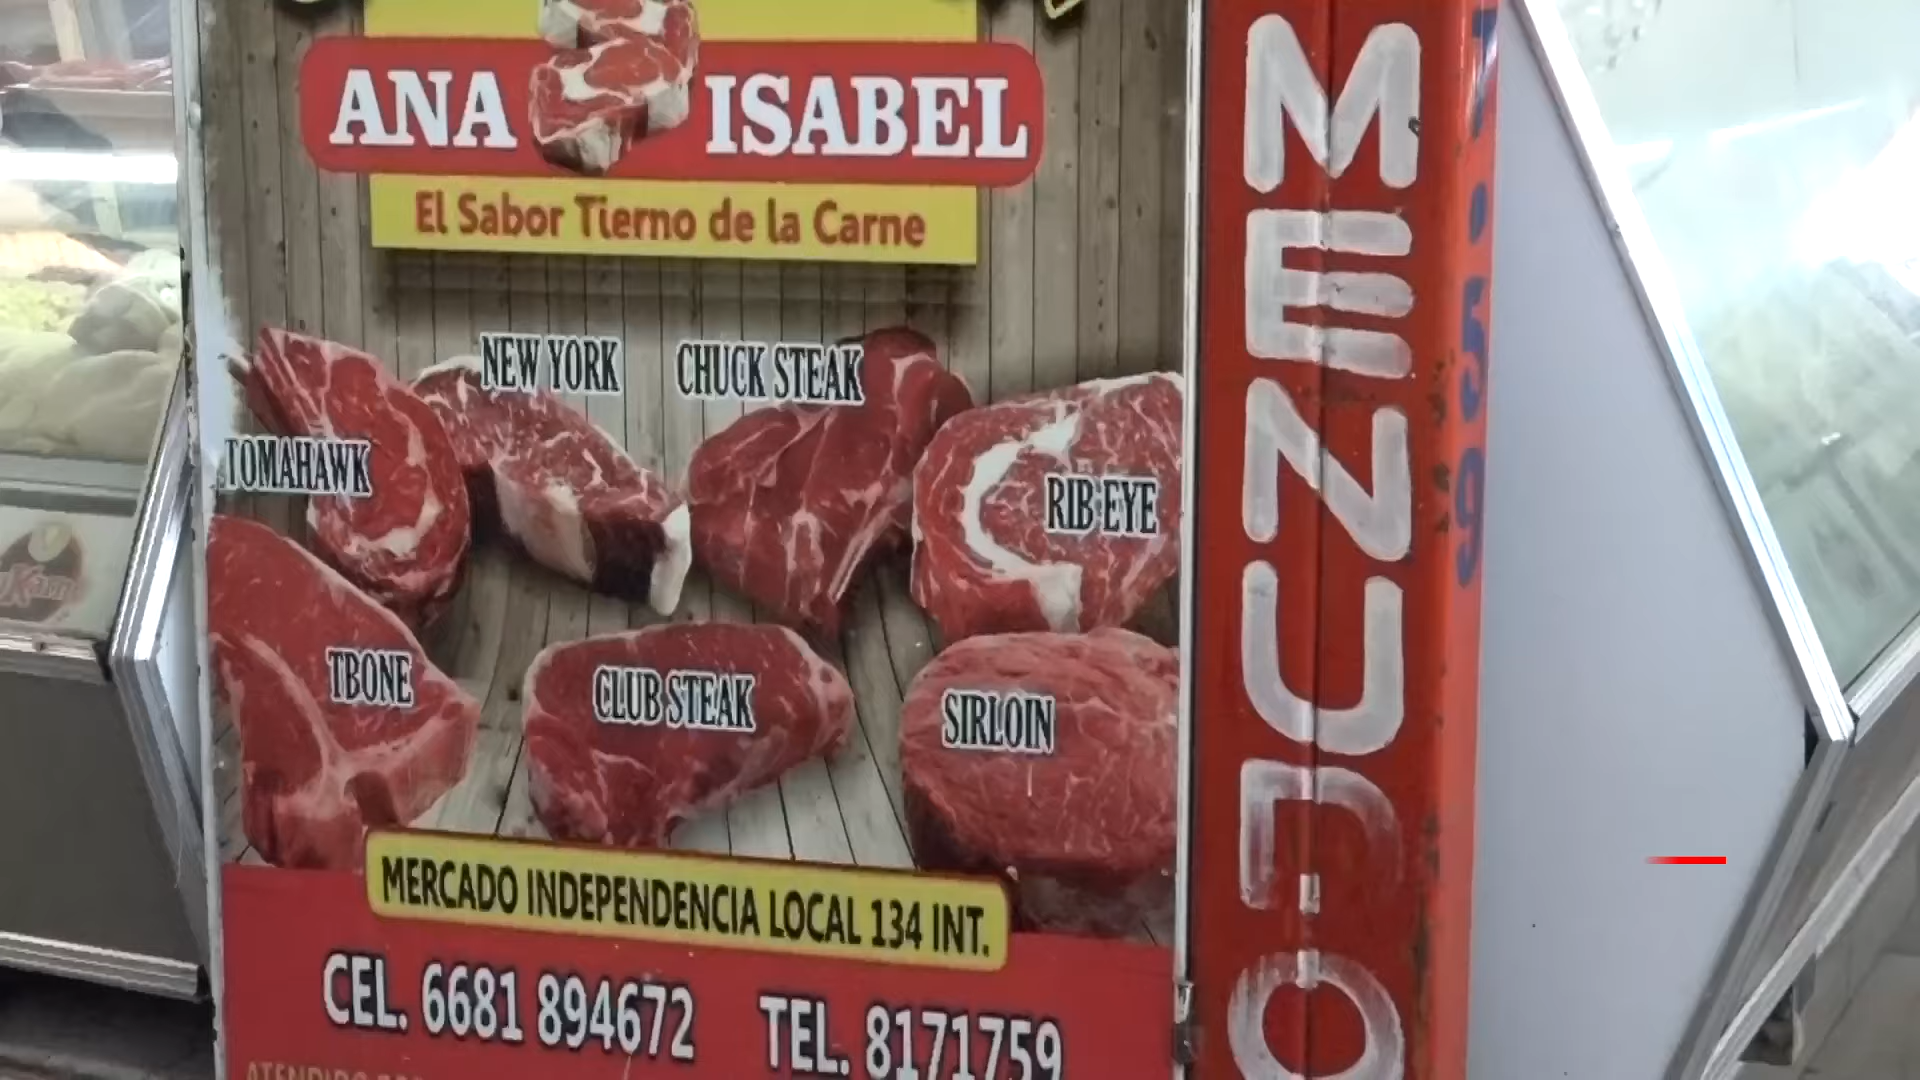 ANA ISABEL
El Sabor Tierno de la Carne
NEW YORK
CHUCK STEAK
TOMAHAWK
RIB EYE
TBONE
CLUB STEAK
SIRLOIN
MERCADO INDEPENDENCIA LOCAL 134 INT.
CEL. 6681 894672
TEL. 8171759
MENUDO